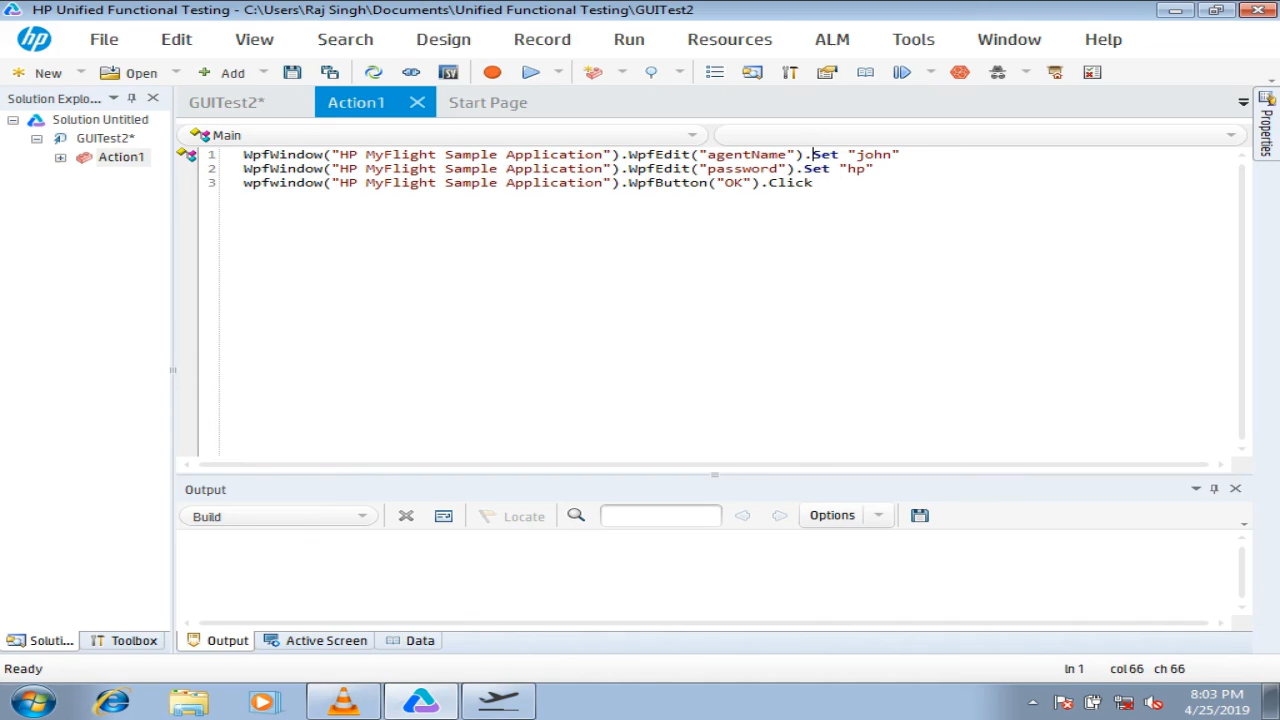 HP Unified Functional Testing - C:\Users\Raj Singh\Documents\Unified Functional Testing\GUITest2
hp File Edit View Search Design Record Run Resources ALM Tools Window Help
New Open Add
Solution Explo...
GUITest2* Action1 Start Page
Properties
Solution Untitled
GUITest2*
Action1
Main
1 WpfWindow("HP MyFlight Sample Application").WpfEdit("agentName").Set "john"
2 WpfWindow("HP MyFlight Sample Application").WpfEdit("password").Set "hp"
3 wpfwindow("HP MyFlight Sample Application").WpfButton("OK").Click
Output
Build Locate Options
Soluti... Toolbox Output Active Screen Data
Ready ln 1 col 66 ch 66
8:03 PM
4/25/2019